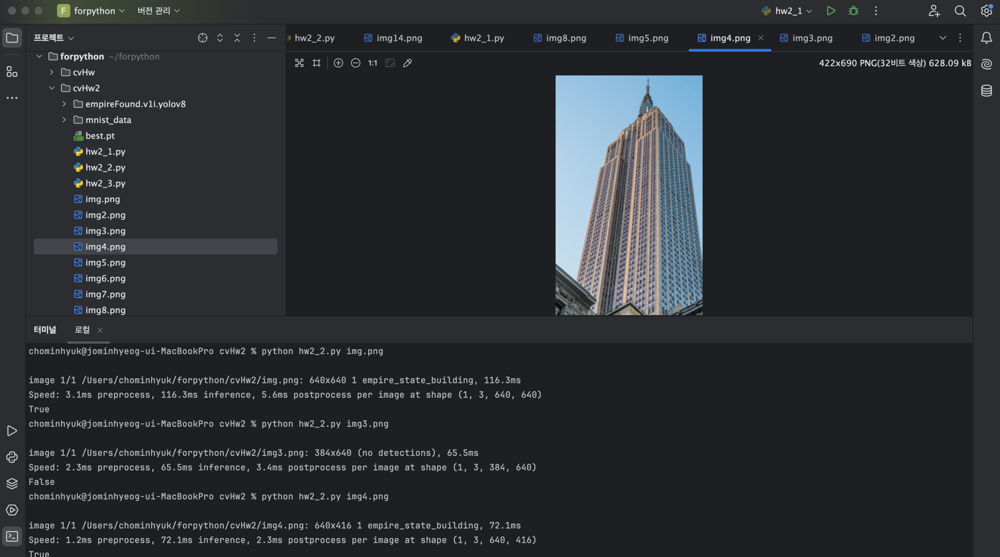 F forpython 버전 관리 hw2_1
프로젝트
hw2_2.py img14.png hw2_1.py img8.png img5.png img4.png img3.png img2.png
forpython ~/forpython
1:1 422x690 PNG(32비트 색상) 628.09 kB
cvHw
cvHw2
empireFound.v1i.yolov8
mnist_data
best.pt
hw2_1.py
hw2_2.py
hw2_3.py
img.png
img2.png
img3.png
img4.png
img5.png
img6.png
img7.png
img8.png
터미널 로컬
chominhyuk@jominhyeog-ui-MacBookPro cvHw2 % python hw2_2.py img.png
image 1/1 /Users/chominhyuk/forpython/cvHw2/img.png: 640x640 1 empire_state_building, 116.3ms
Speed: 3.1ms preprocess, 116.3ms inference, 5.6ms postprocess per image at shape (1, 3, 640, 640)
True
chominhyuk@jominhyeog-ui-MacBookPro cvHw2 % python hw2_2.py img3.png
image 1/1 /Users/chominhyuk/forpython/cvHw2/img3.png: 384x640 (no detections), 65.5ms
Speed: 2.3ms preprocess, 65.5ms inference, 3.4ms postprocess per image at shape (1, 3, 384, 640)
False
chominhyuk@jominhyeog-ui-MacBookPro cvHw2 % python hw2_2.py img4.png
image 1/1 /Users/chominhyuk/forpython/cvHw2/img4.png: 640x416 1 empire_state_building, 72.1ms
Speed: 1.2ms preprocess, 72.1ms inference, 2.3ms postprocess per image at shape (1, 3, 640, 416)
True